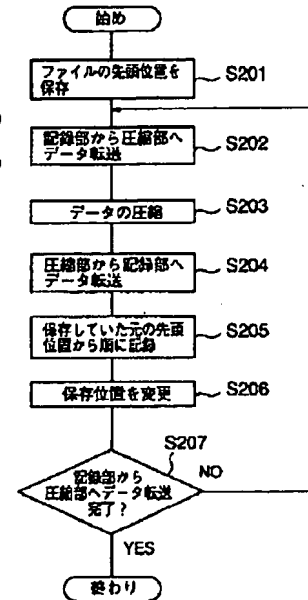 始め
ファイルの先頭位置を
保存
S201
記録部から圧縮部へ
データ転送
S202
データの圧縮
S203
圧縮部から記録部へ
データ転送
S204
保存していた元の先頭
位置から順に記録
S205
保存位置を変更
S206
S207
記録部から
圧縮部へデータ転送
完了?
NO
YES
終わり